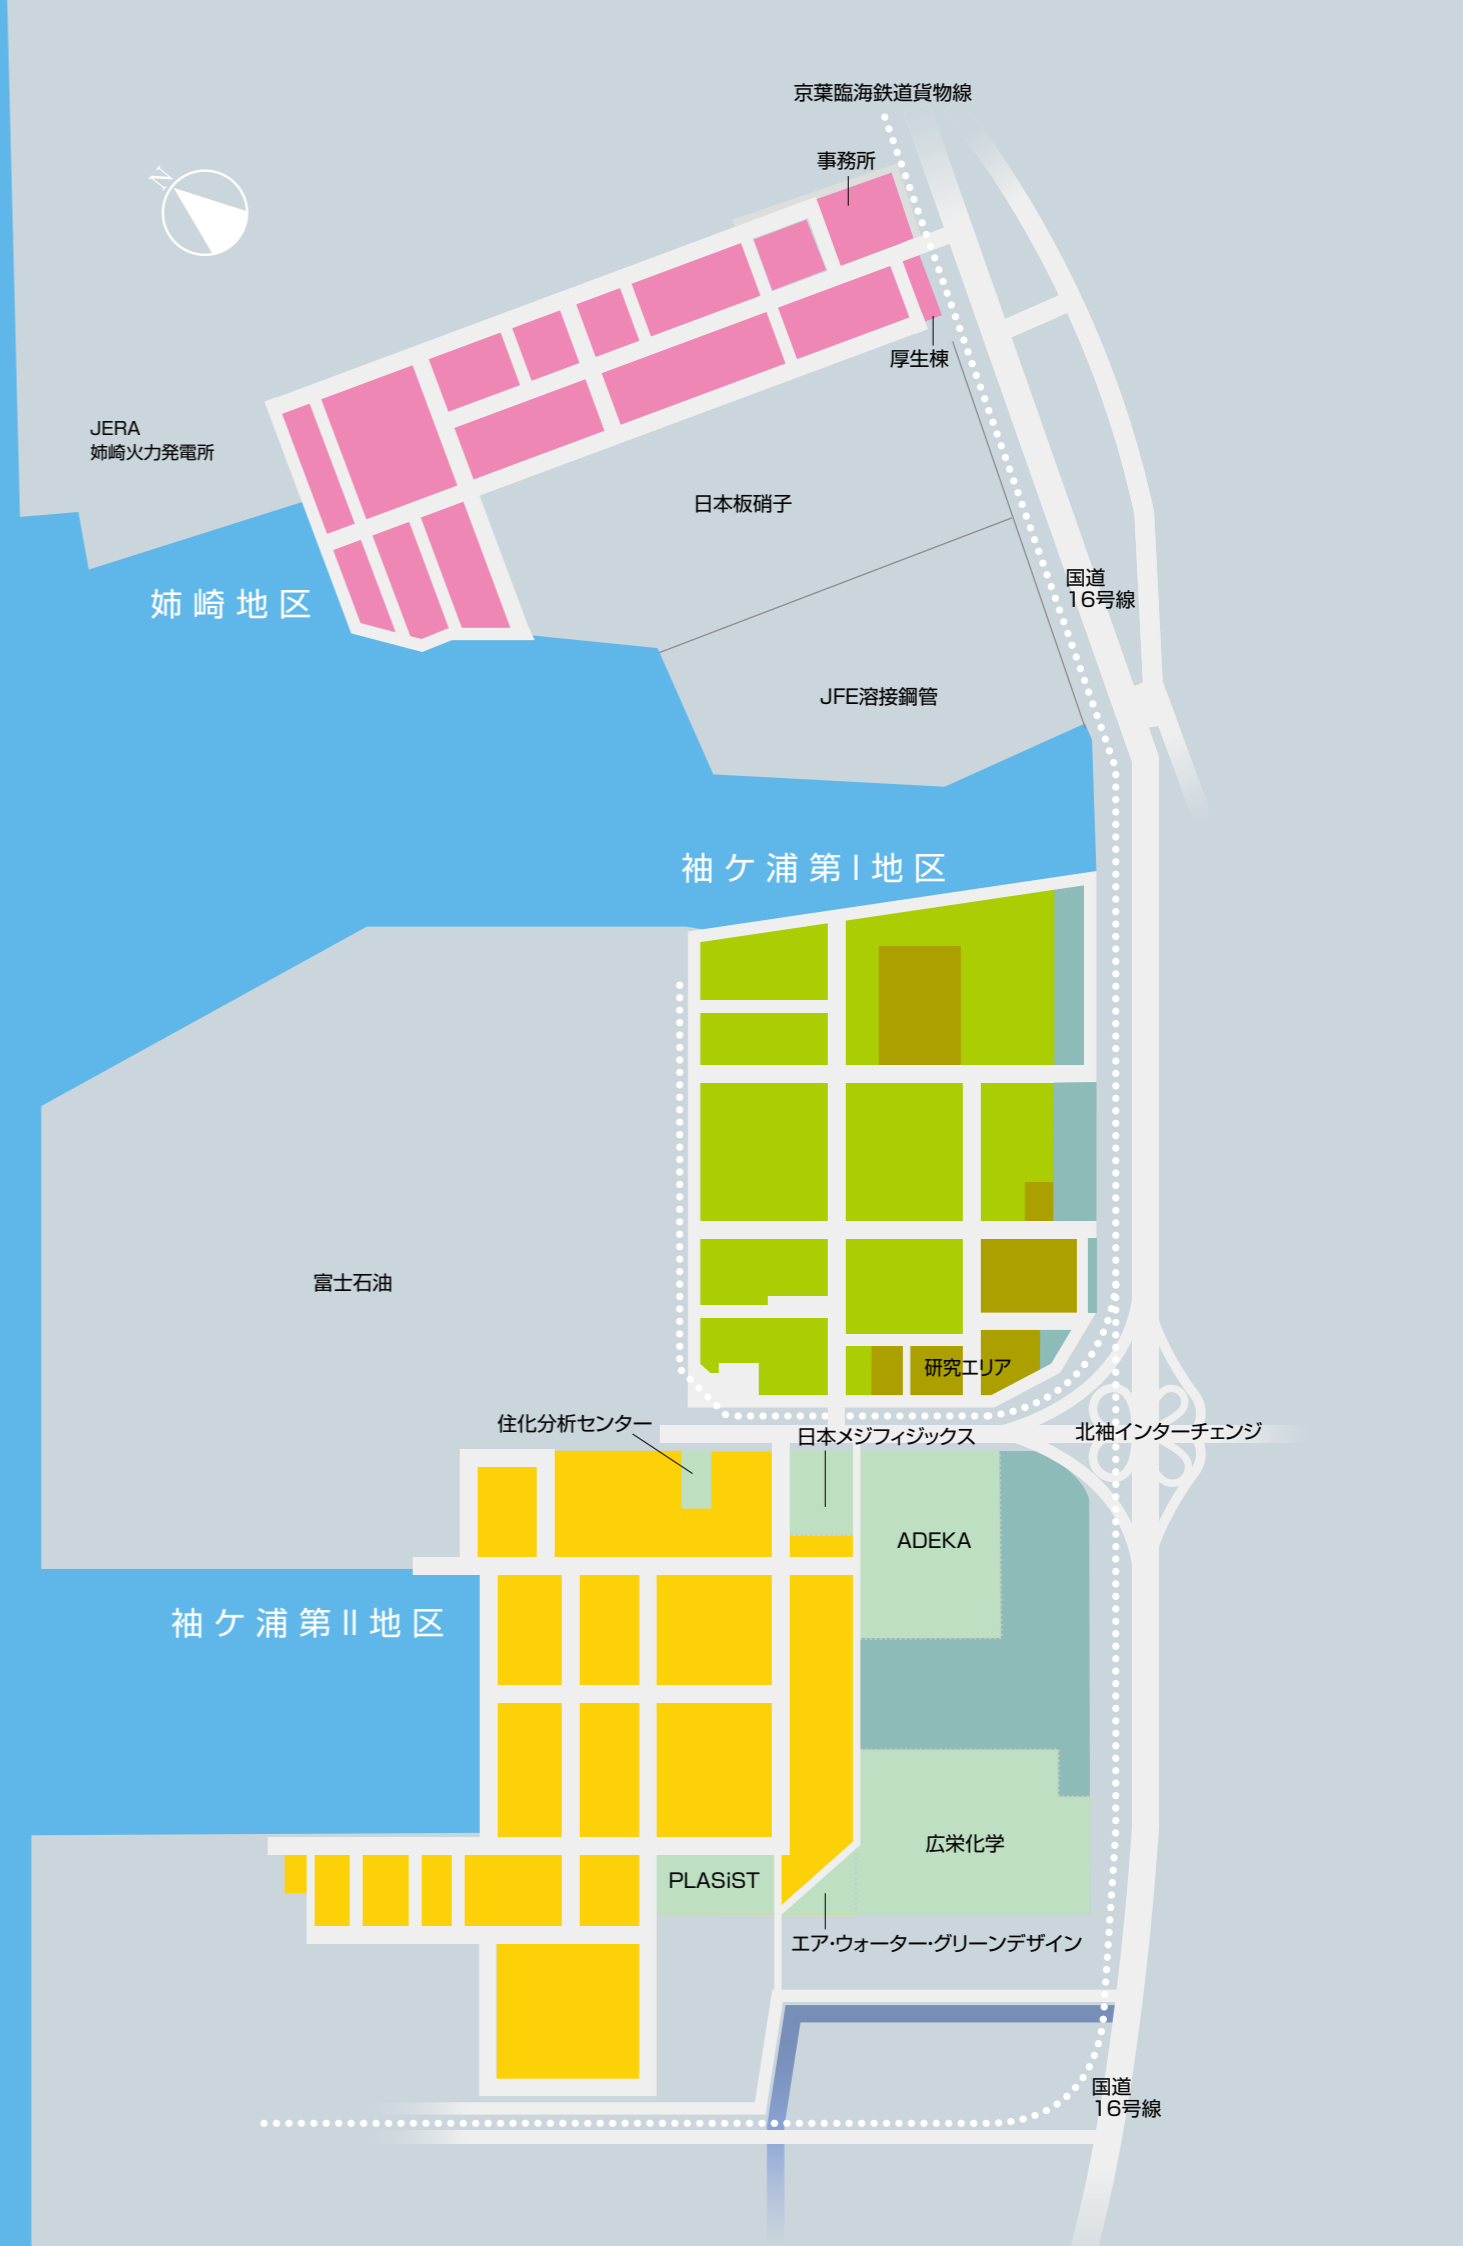 京葉臨海鉄道貨物線
事務所
N
厚生棟
JERA
姉崎火力発電所
日本板硝子
国道
16号線
姉崎地区
JFE溶接鋼管
袖ケ浦第I地区
富士石油
研究エリア
住化分析センター
日本メジフィジックス
北袖インターチェンジ
ADEKA
袖ケ浦第II地区
広栄化学
PLASiST
エア・ウォーター・グリーンデザイン
国道
16号線